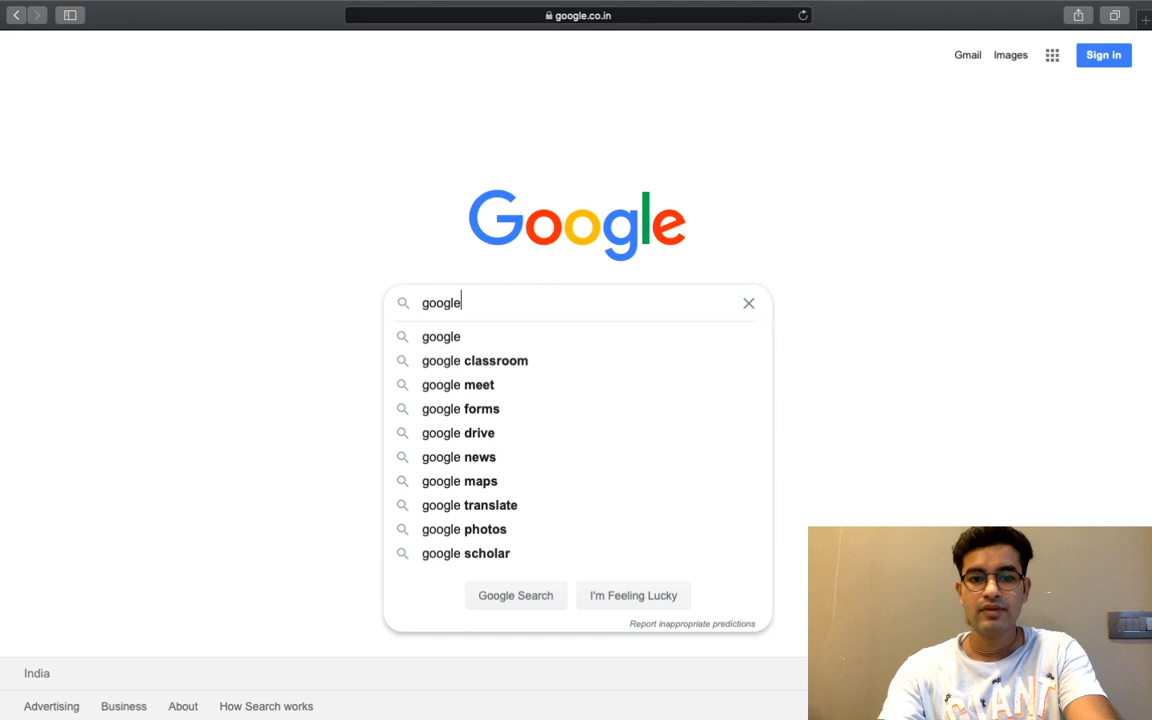 google.co.in
Gmail Images Sign in
Google
google
google
google classroom
google meet
google forms
google drive
google news
google maps
google translate
google photos
google scholar
Google Search I'm Feeling Lucky
Report inappropriate predictions
India
Advertising Business About How Search works